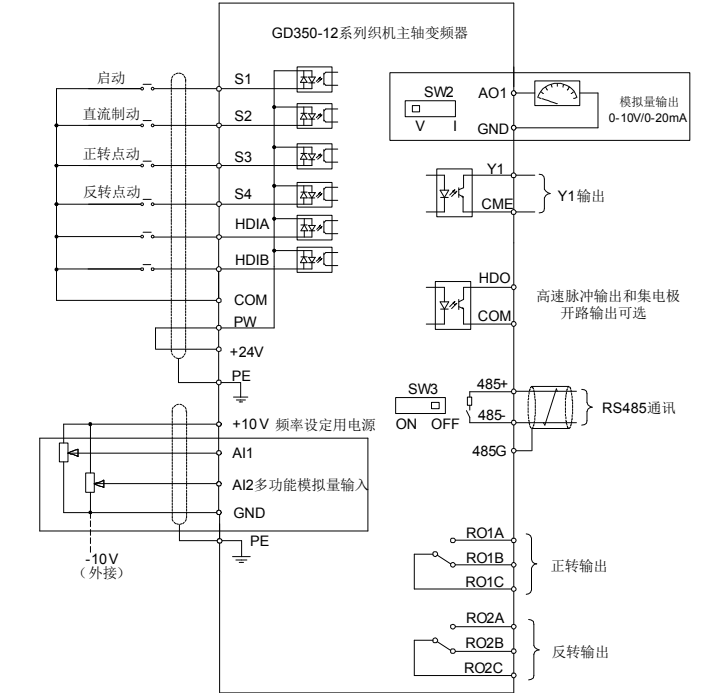 GD350-12系列织机主轴变频器
启动
S1
直流制动
S2
正转点动
S3
反转点动
S4
HDIA
HDIB
COM
PW
+24V
PE
+10V 频率设定用电源
AI1
AI2多功能模拟量输入
GND
PE
-10V
（外接）
SW2
V I
AO1
GND
模拟量输出
0-10V/0-20mA
Y1
CME
Y1输出
HDO
COM
高速脉冲输出和集电极
开路输出可选
SW3
ON OFF
485+
485-
485G
RS485通讯
RO1A
RO1B
RO1C
正转输出
RO2A
RO2B
RO2C
反转输出